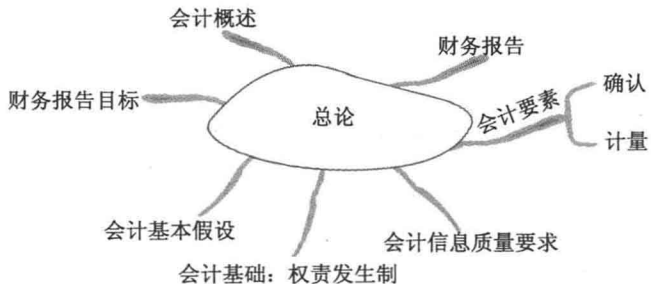 会计概述
财务报告
财务报告目标
总论
会计要素
确认
计量
会计基本假设
会计信息质量要求
会计基础：权责发生制